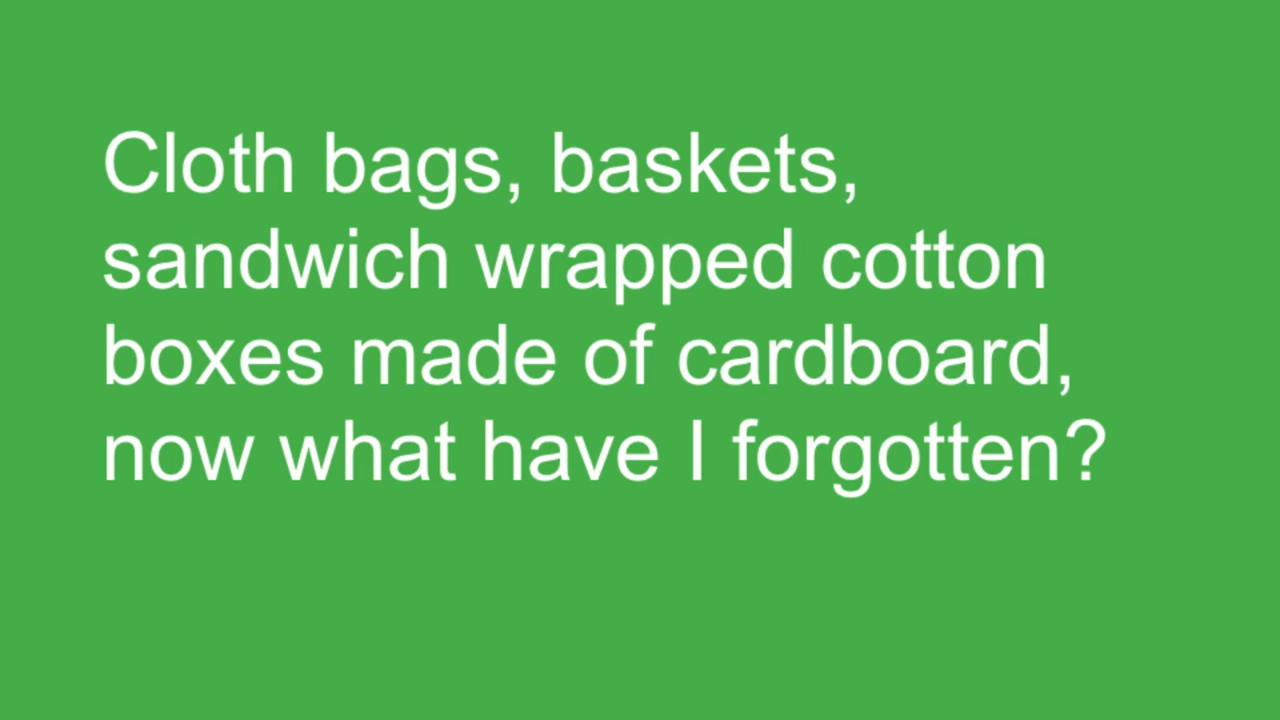 Cloth bags, baskets,
sandwich wrapped cotton
boxes made of cardboard,
now what have I forgotten?